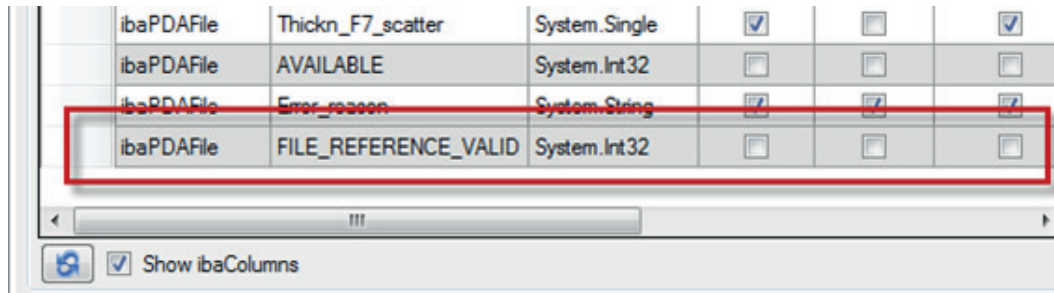 ibaPDAFile Thickn_F7_scatter System.Single
ibaPDAFile AVAILABLE System.Int32
ibaPDAFile Error_reason System.String
ibaPDAFile FILE_REFERENCE_VALID System.Int32
Show ibaColumns